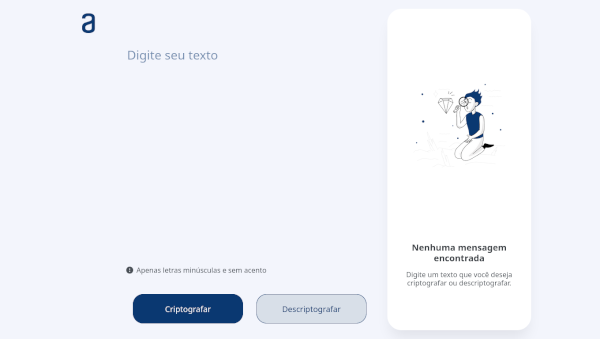 a
Digite seu texto
Apenas letras minúsculas e sem acento
Criptografar
Descriptografar
Nenhuma mensagem
encontrada
Digite um texto que você deseja
criptografar ou descriptografar.